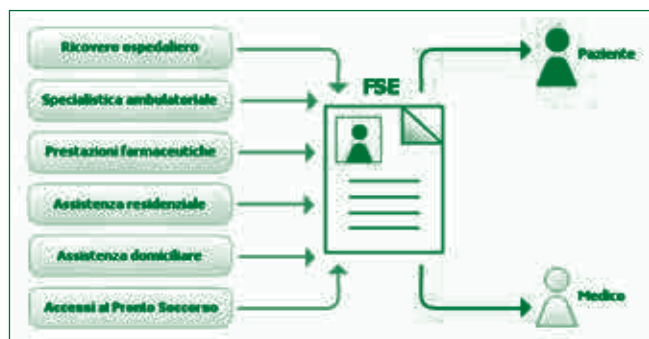 Ricovero ospedaliero
Specialistica ambulatoriale
Prestazioni farmaceutiche
Assistenza residenziale
Assistenza domiciliare
Accessi al Pronto Soccorso
FSE
Paziente
Medico